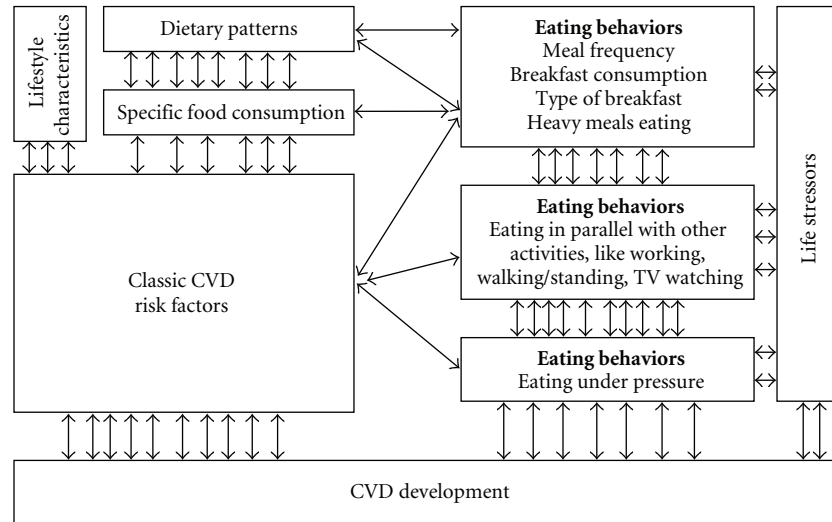 Lifestyle
characteristics
Dietary patterns
Specific food consumption
Eating behaviors
Meal frequency
Breakfast consumption
Type of breakfast
Heavy meals eating
Classic CVD
risk factors
Eating behaviors
Eating in parallel with other
activities, like working,
walking/standing, TV watching
Eating behaviors
Eating under pressure
Life stressors
CVD development